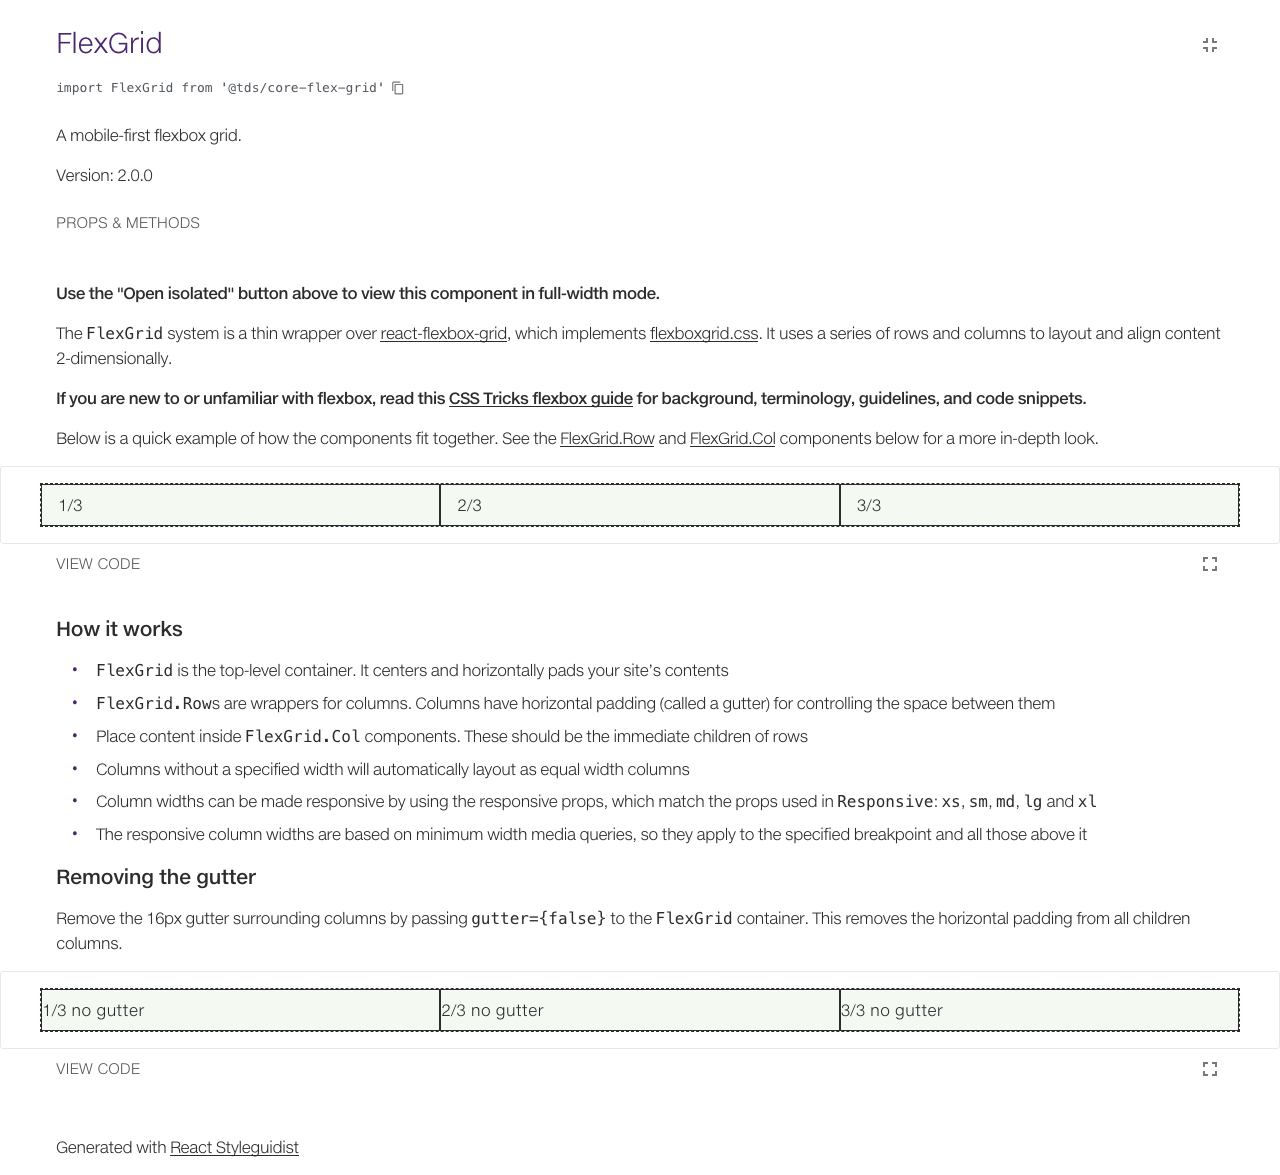 FlexGrid
import FlexGrid from '@tds/core-flex-grid'
A mobile-first flexbox grid.
Version: 2.0.0
PROPS & METHODS
Use the "Open isolated" button above to view this component in full-width mode.
The FlexGrid system is a thin wrapper over react-flexbox-grid, which implements flexboxgrid.css. It uses a series of rows and columns to layout and align content
2-dimensionally.
If you are new to or unfamiliar with flexbox, read this CSS Tricks flexbox guide for background, terminology, guidelines, and code snippets.
Below is a quick example of how the components fit together. See the FlexGrid.Row and FlexGrid.Col components below for a more in-depth look.
1/3 2/3 3/3
VIEW CODE
How it works
• FlexGrid is the top-level container. It centers and horizontally pads your site's contents
• FlexGrid.Rows are wrappers for columns. Columns have horizontal padding (called a gutter) for controlling the space between them
• Place content inside FlexGrid.Col components. These should be the immediate children of rows
• Columns without a specified width will automatically layout as equal width columns
• Column widths can be made responsive by using the responsive props, which match the props used in Responsive: xs, sm, md, lg and xl
• The responsive column widths are based on minimum width media queries, so they apply to the specified breakpoint and all those above it
Removing the gutter
Remove the 16px gutter surrounding columns by passing gutter={false} to the FlexGrid container. This removes the horizontal padding from all children
columns.
1/3 no gutter 2/3 no gutter 3/3 no gutter
VIEW CODE
Generated with React Styleguidist